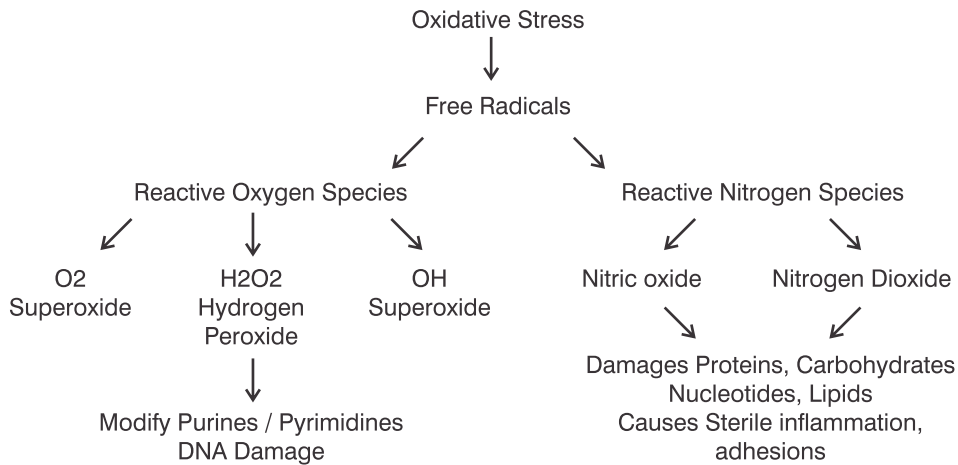 Oxidative Stress
Free Radicals
Reactive Oxygen Species
Reactive Nitrogen Species
O2
Superoxide
H2O2
Hydrogen
Peroxide
OH
Superoxide
Nitric oxide
Nitrogen Dioxide
Modify Purines / Pyrimidines
DNA Damage
Damages Proteins, Carbohydrates
Nucleotides, Lipids
Causes Sterile inflammation,
adhesions